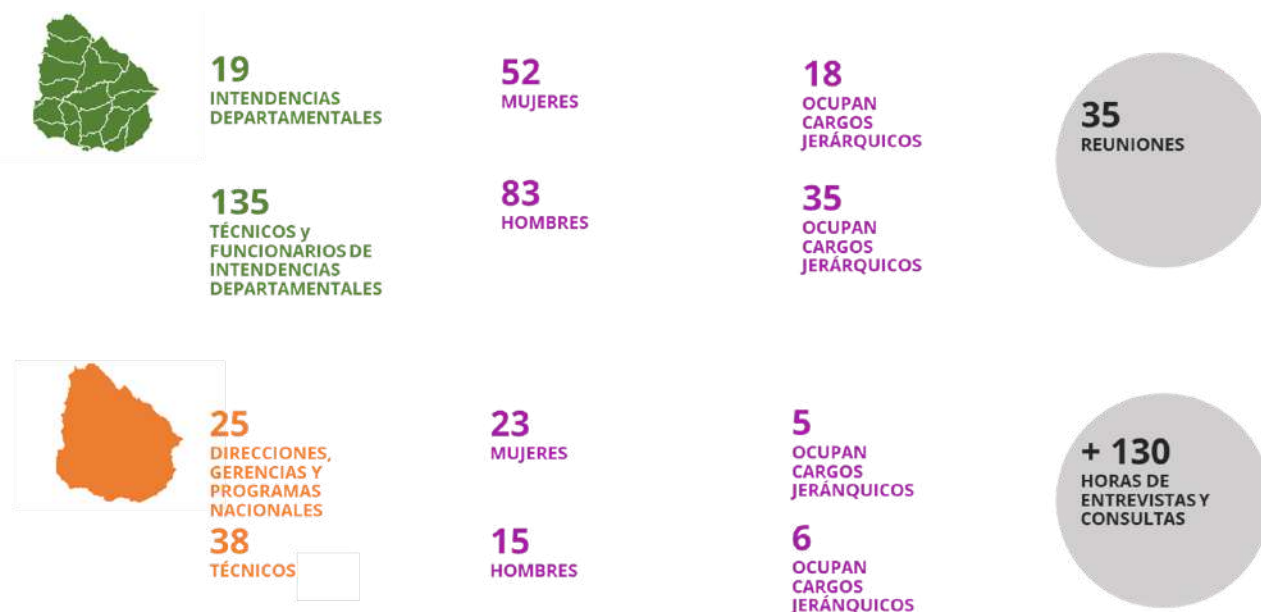 19
INTENDENCIAS
DEPARTAMENTALES
52
MUJERES
18
OCUPAN
CARGOS
JERÁRQUICOS
35
REUNIONES
135
TÉCNICOS y
FUNCIONARIOS DE
INTENDENCIAS
DEPARTAMENTALES
83
HOMBRES
35
OCUPAN
CARGOS
JERÁRQUICOS
25
DIRECCIONES,
GERENCIAS Y
PROGRAMAS
NACIONALES
23
MUJERES
5
OCUPAN
CARGOS
JERÁNQUICOS
+ 130
HORAS DE
ENTREVISTAS Y
CONSULTAS
38
TÉCNICOS
15
HOMBRES
6
OCUPAN
CARGOS
JERÁNQUICOS